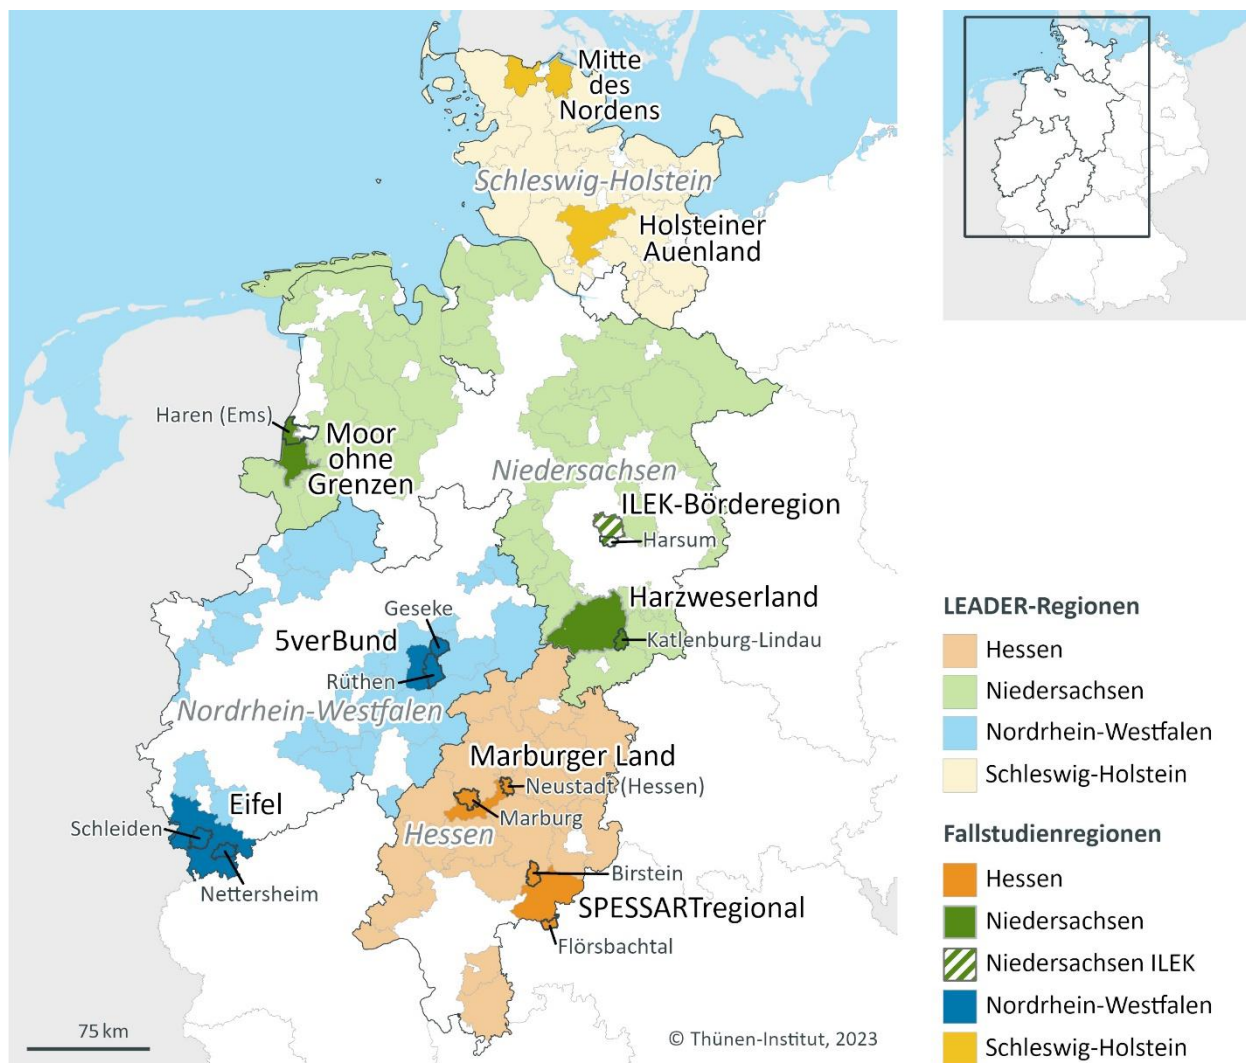 Mitte
des
Nordens
Schleswig-Holstein
Holsteiner
Auenland
Haren (Ems)
Moor
ohne
Grenzen
Niedersachsen
ILEK-Börderegion
Harsum
Harzweserland
Geseke
5verBund
Katlenburg-Lindau
Rüthen
Nordrhein-Westfalen
Marburger Land
Neustadt (Hessen)
Eifel
Marburg
Schleiden
Hessen
Birstein
Nettersheim
SPESSARTregional
Flörsbachtal
75 km
© Thünen-Institut, 2023
LEADER-Regionen
Hessen
Niedersachsen
Nordrhein-Westfalen
Schleswig-Holstein
Fallstudienregionen
Hessen
Niedersachsen
Niedersachsen ILEK
Nordrhein-Westfalen
Schleswig-Holstein